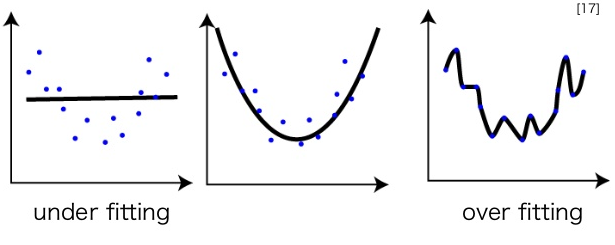 [17]
under fitting
over fitting